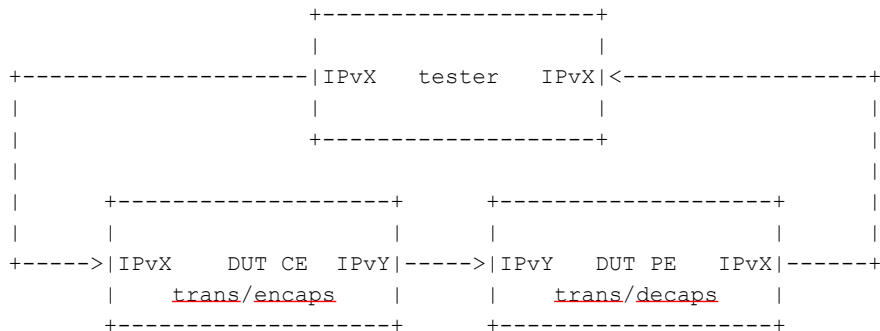 IPvX tester IPvX
IPvX DUT CE IPvY IPvY DUT PE IPvX
trans/encaps trans/decaps